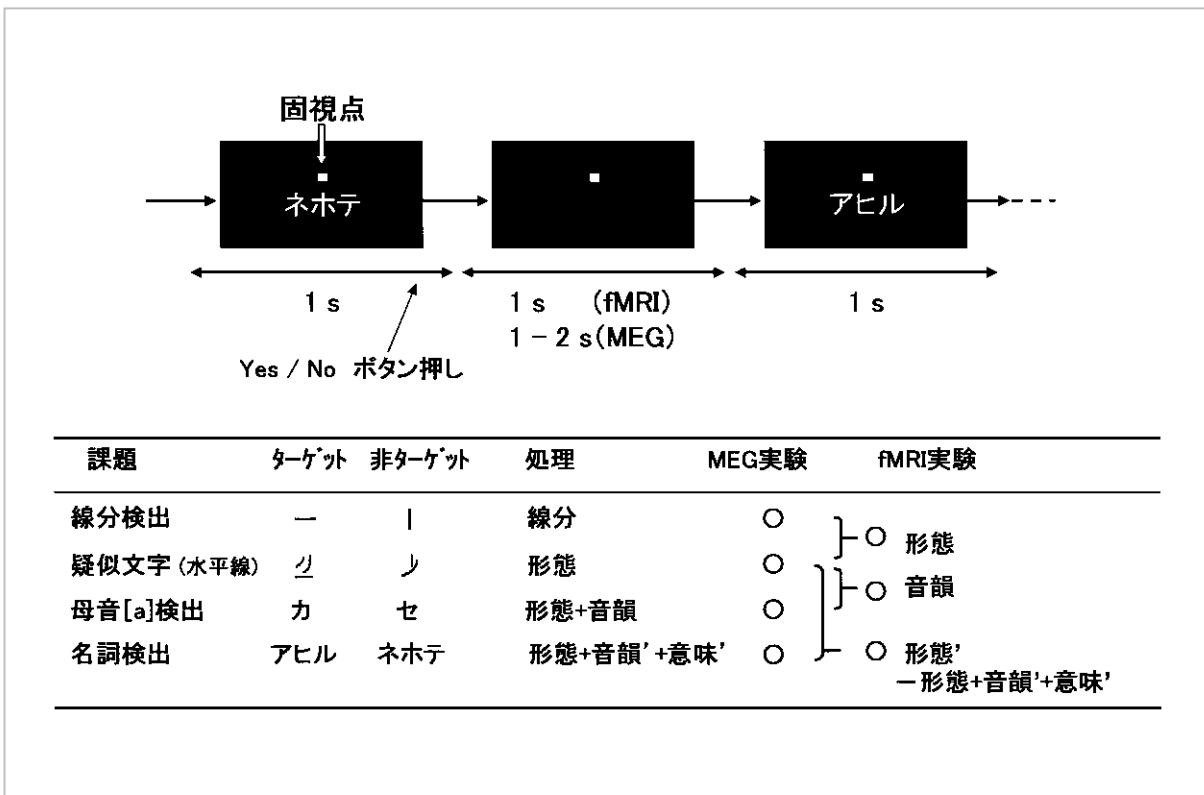 固視点
ネホテ
アヒル
1 s 1 s (fMRI) 1 s
1 – 2 s(MEG)
Yes / No ボタン押し
課題 ターゲット 非ターゲット 処理 MEG実験 fMRI実験
線分検出 ― | 線分 ○ ○ 形態
疑似文字(水平線) 形態 ○ ○ 音韻
母音[a]検出 カ セ 形態+音韻 ○
名詞検出 アヒル ネホテ 形態+音韻'+意味' ○ ○ 形態'
−形態+音韻'+意味'